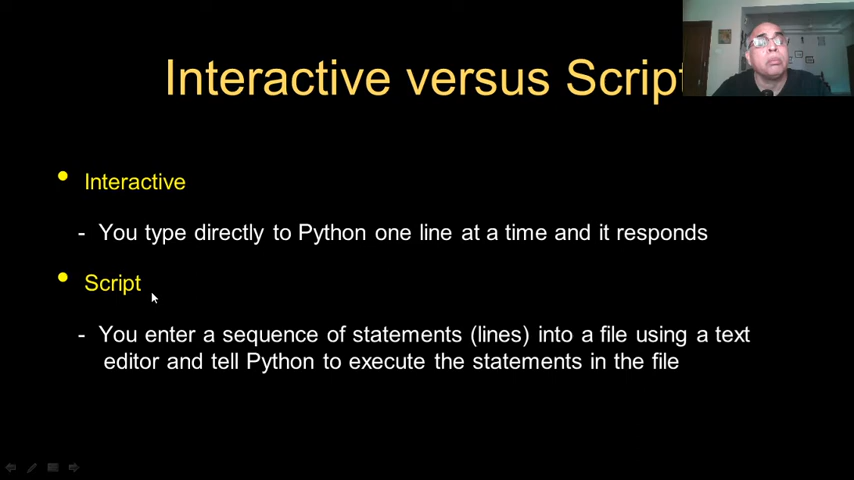 Interactive versus Script
• Interactive
- You type directly to Python one line at a time and it responds
• Script
- You enter a sequence of statements (lines) into a file using a text
editor and tell Python to execute the statements in the file